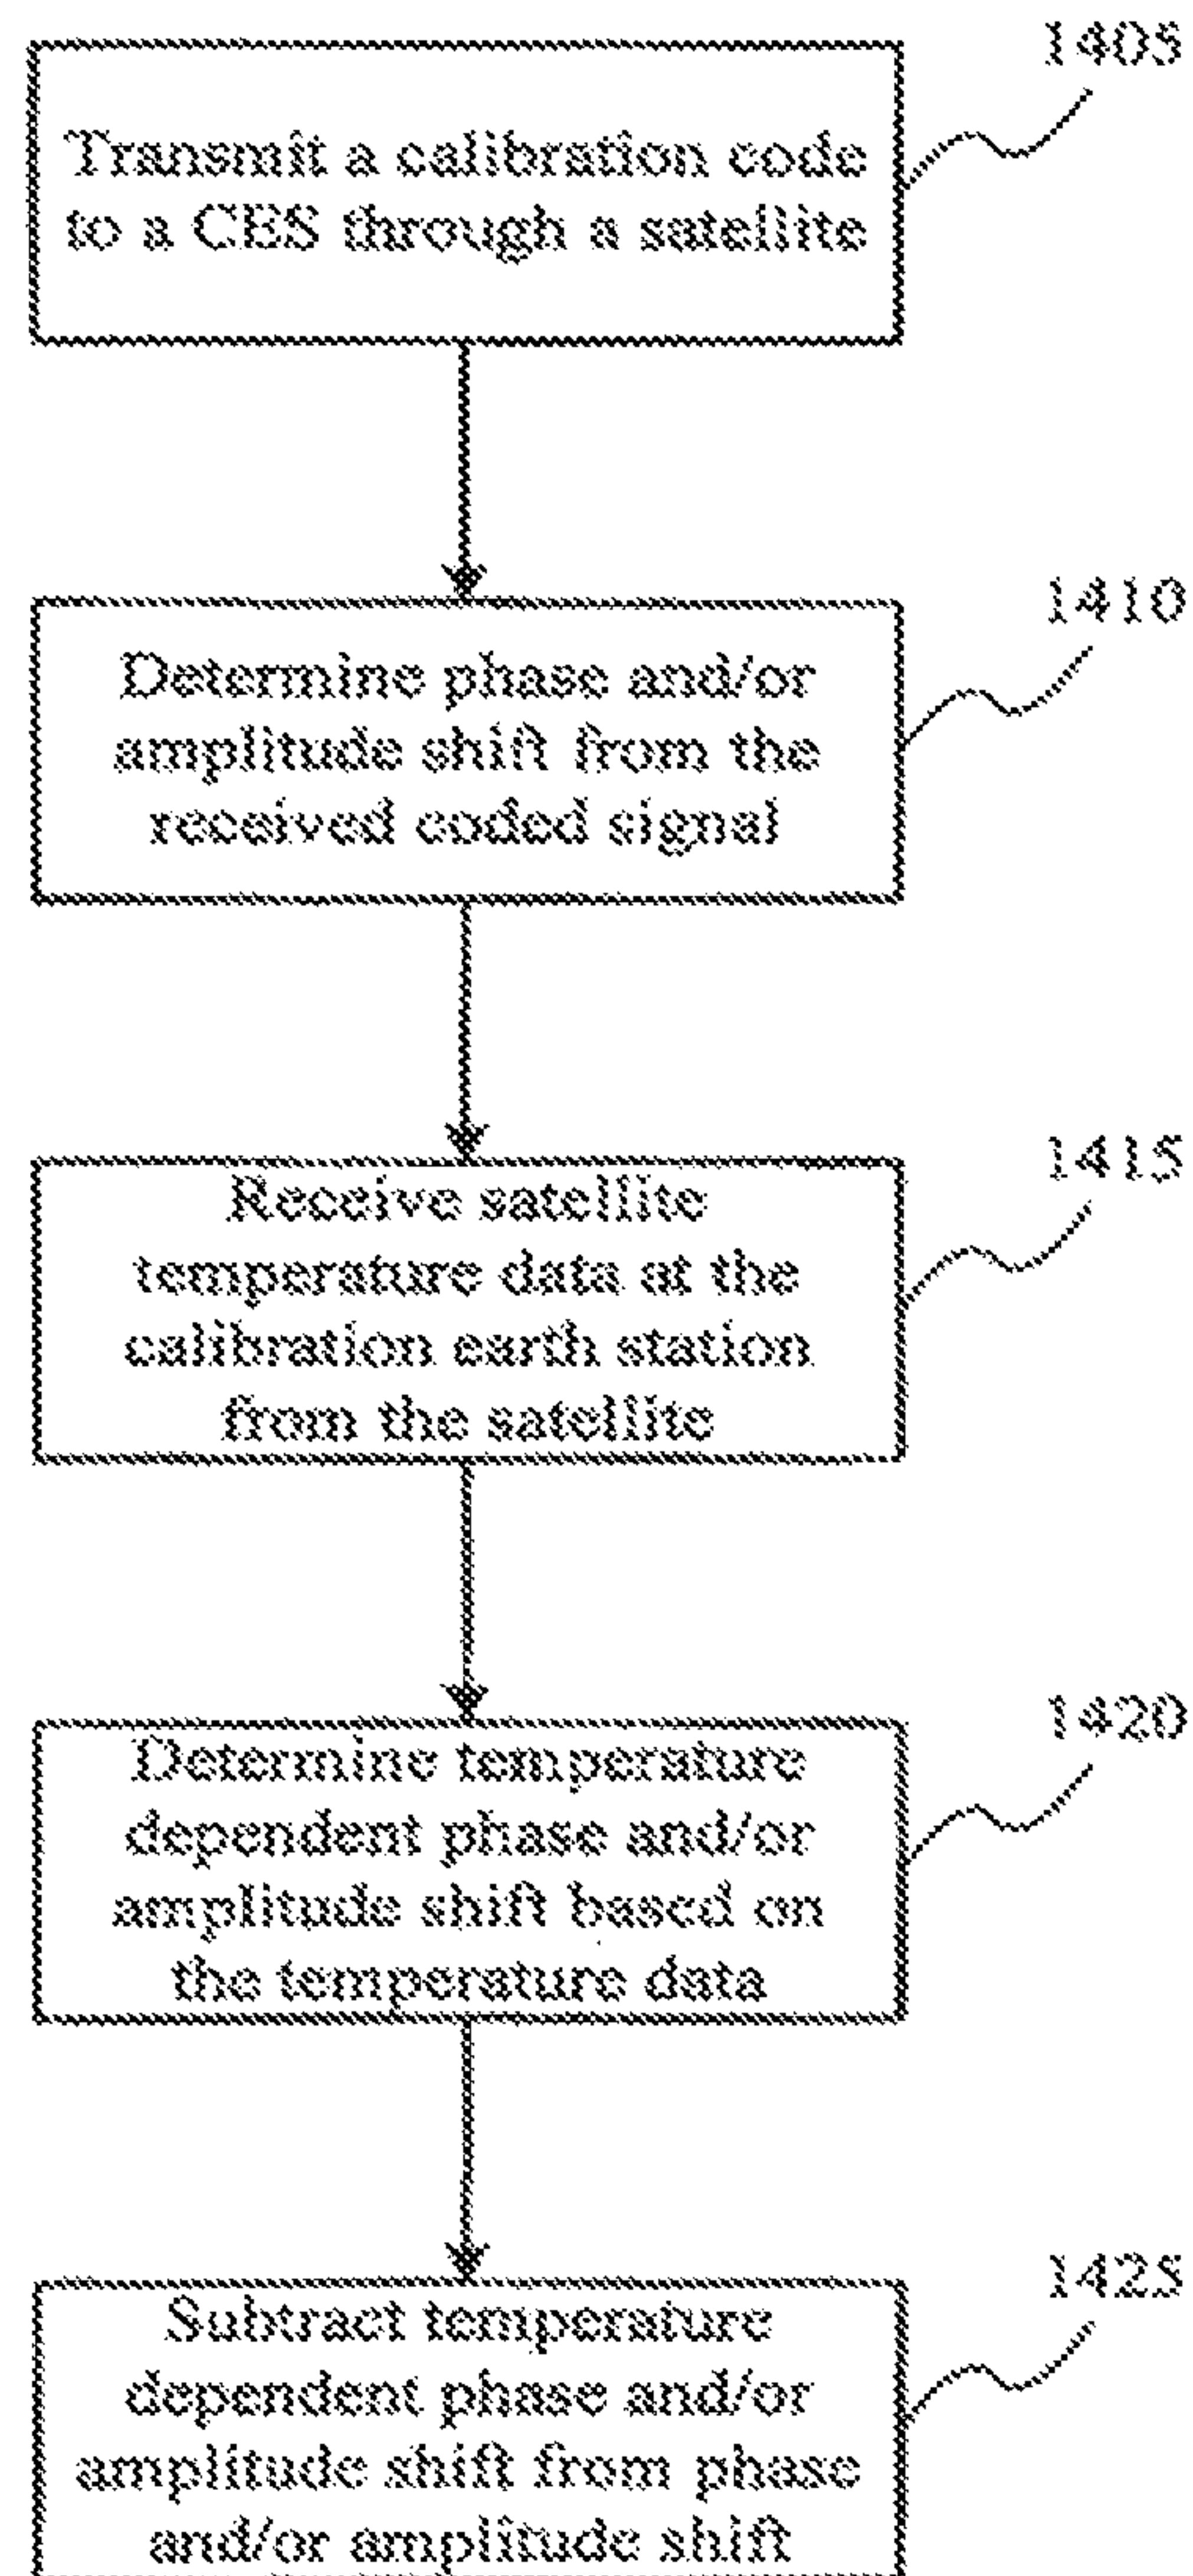 1405
Transmit a calibration code
to a CES through a satellite
1410
Determine phase and/or
amplitude shift from the
received coded signal
1415
Receive satellite
temperature data at the
calibration earth station
from the satellite
1420
Determine temperature
dependent phase and/or
amplitude shift based on
the temperature data
1425
Subtract temperature
dependent phase and/or
amplitude shift from phase
and/or amplitude shift